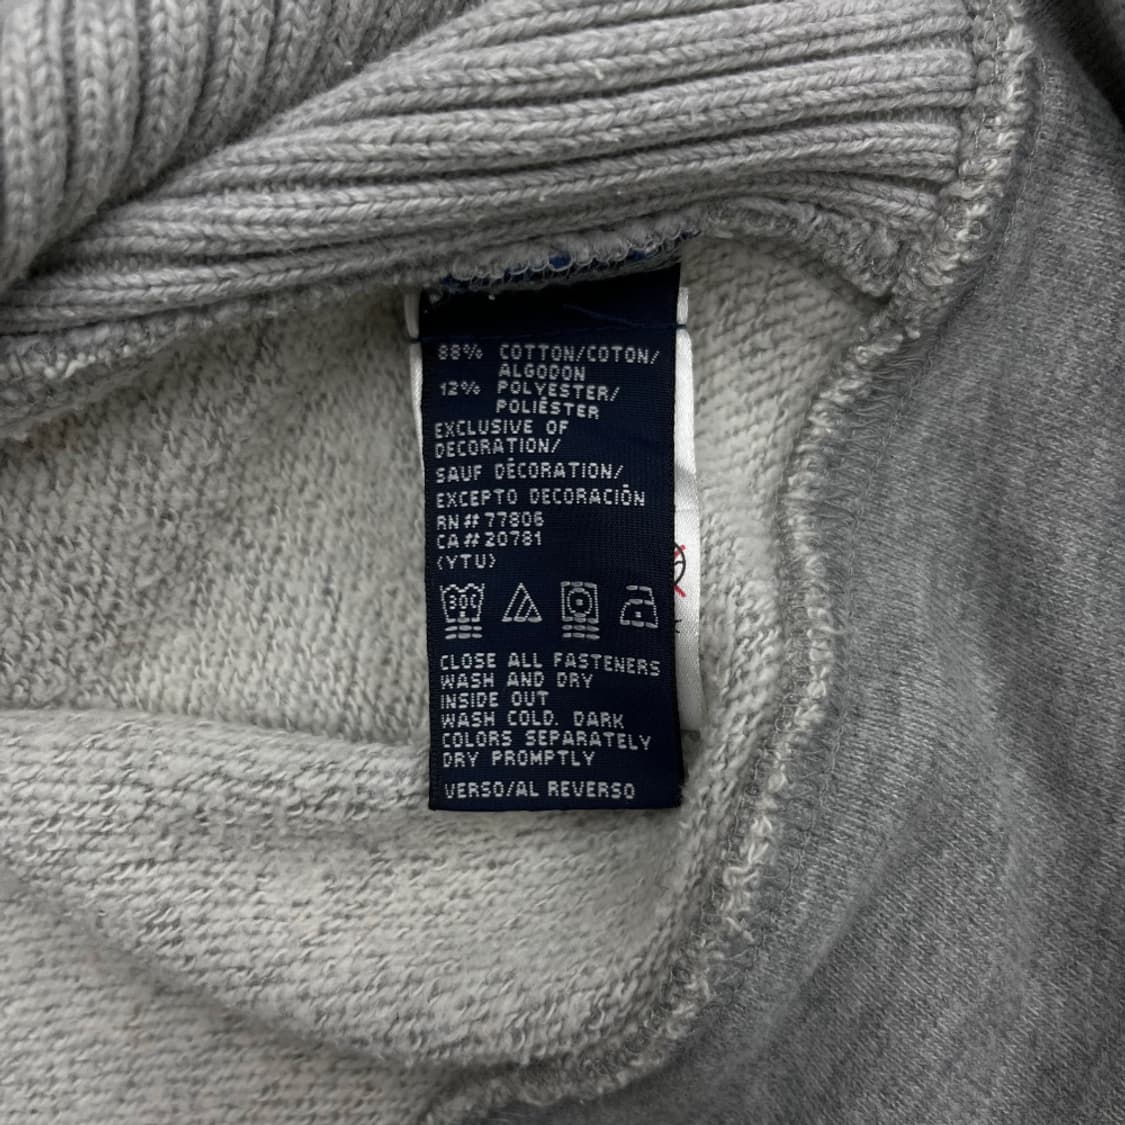 88% COTTON/COTON/
ALGODON
12% POLYESTER/
POLIÉSTER
EXCLUSIVE OF
DECORATION/
SAUF DÉCORATION/
EXCEPTO DECORACIÓN
RN # 77806
CA # 20781
(YTU)
30C
CLOSE ALL FASTENERS
WASH AND DRY
INSIDE OUT
WASH COLD. DARK
COLORS SEPARATELY
DRY PROMPTLY
VERSO/AL REVERSO